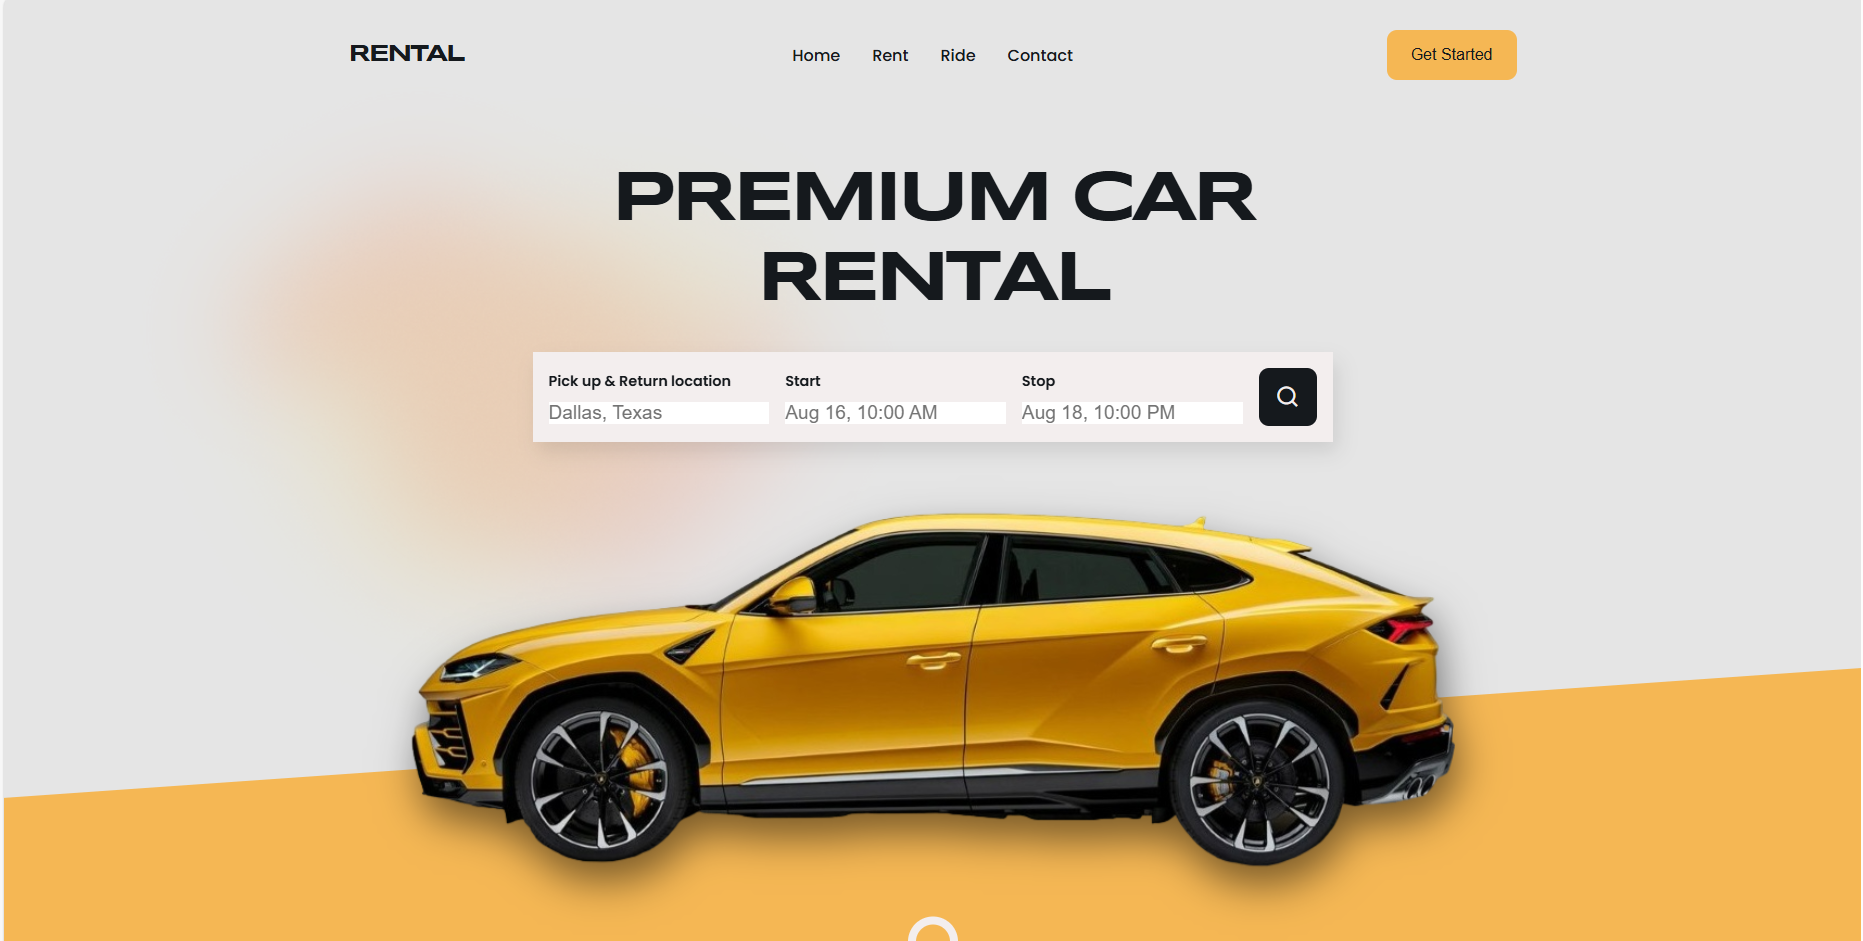 RENTAL
Home Rent Ride Contact
Get Started
PREMIUM CAR
RENTAL
Pick up & Return location
Dallas, Texas
Start
Aug 16, 10:00 AM
Stop
Aug 18, 10:00 PM